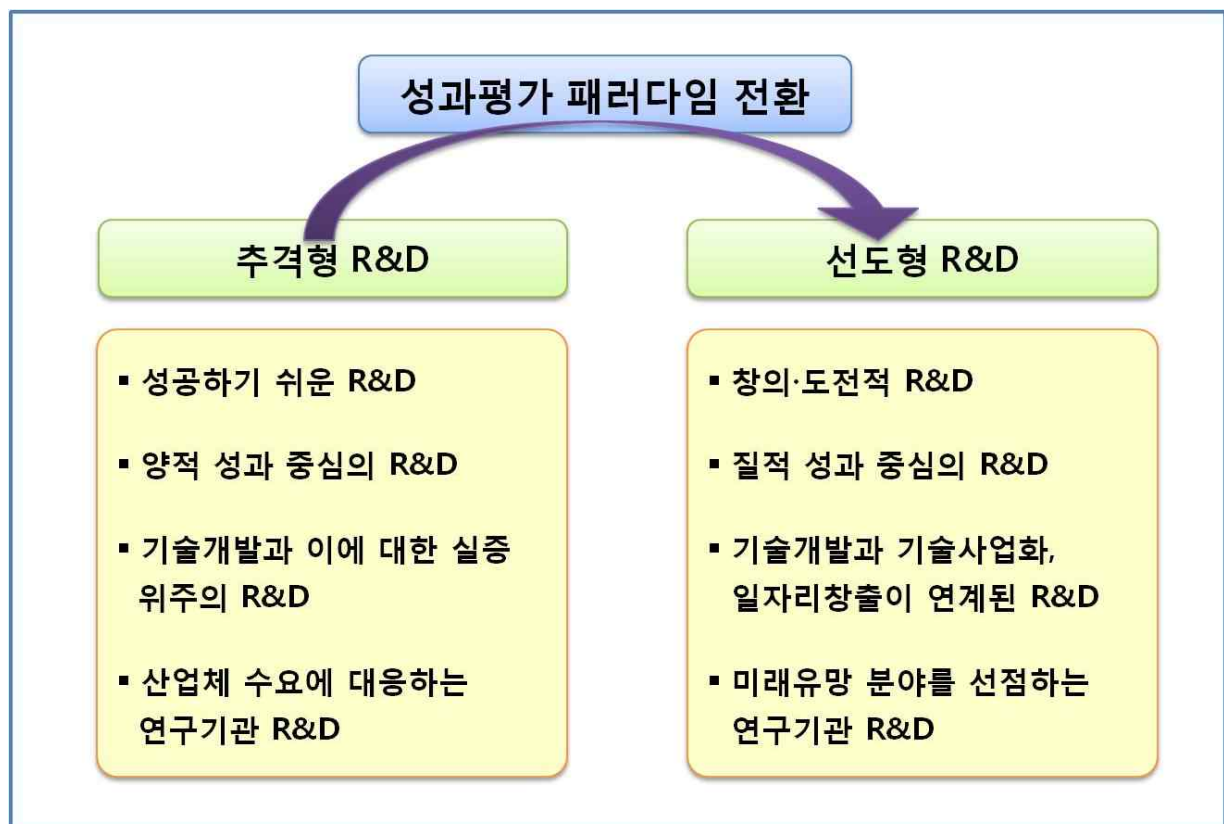 성과평가 패러다임 전환
추격형 R&D
▪ 성공하기 쉬운 R&D
▪ 양적 성과 중심의 R&D
▪ 기술개발과 이에 대한 실증
위주의 R&D
▪ 산업체 수요에 대응하는
연구기관 R&D
선도형 R&D
▪ 창의·도전적 R&D
▪ 질적 성과 중심의 R&D
▪ 기술개발과 기술사업화,
일자리창출이 연계된 R&D
▪ 미래유망 분야를 선점하는
연구기관 R&D